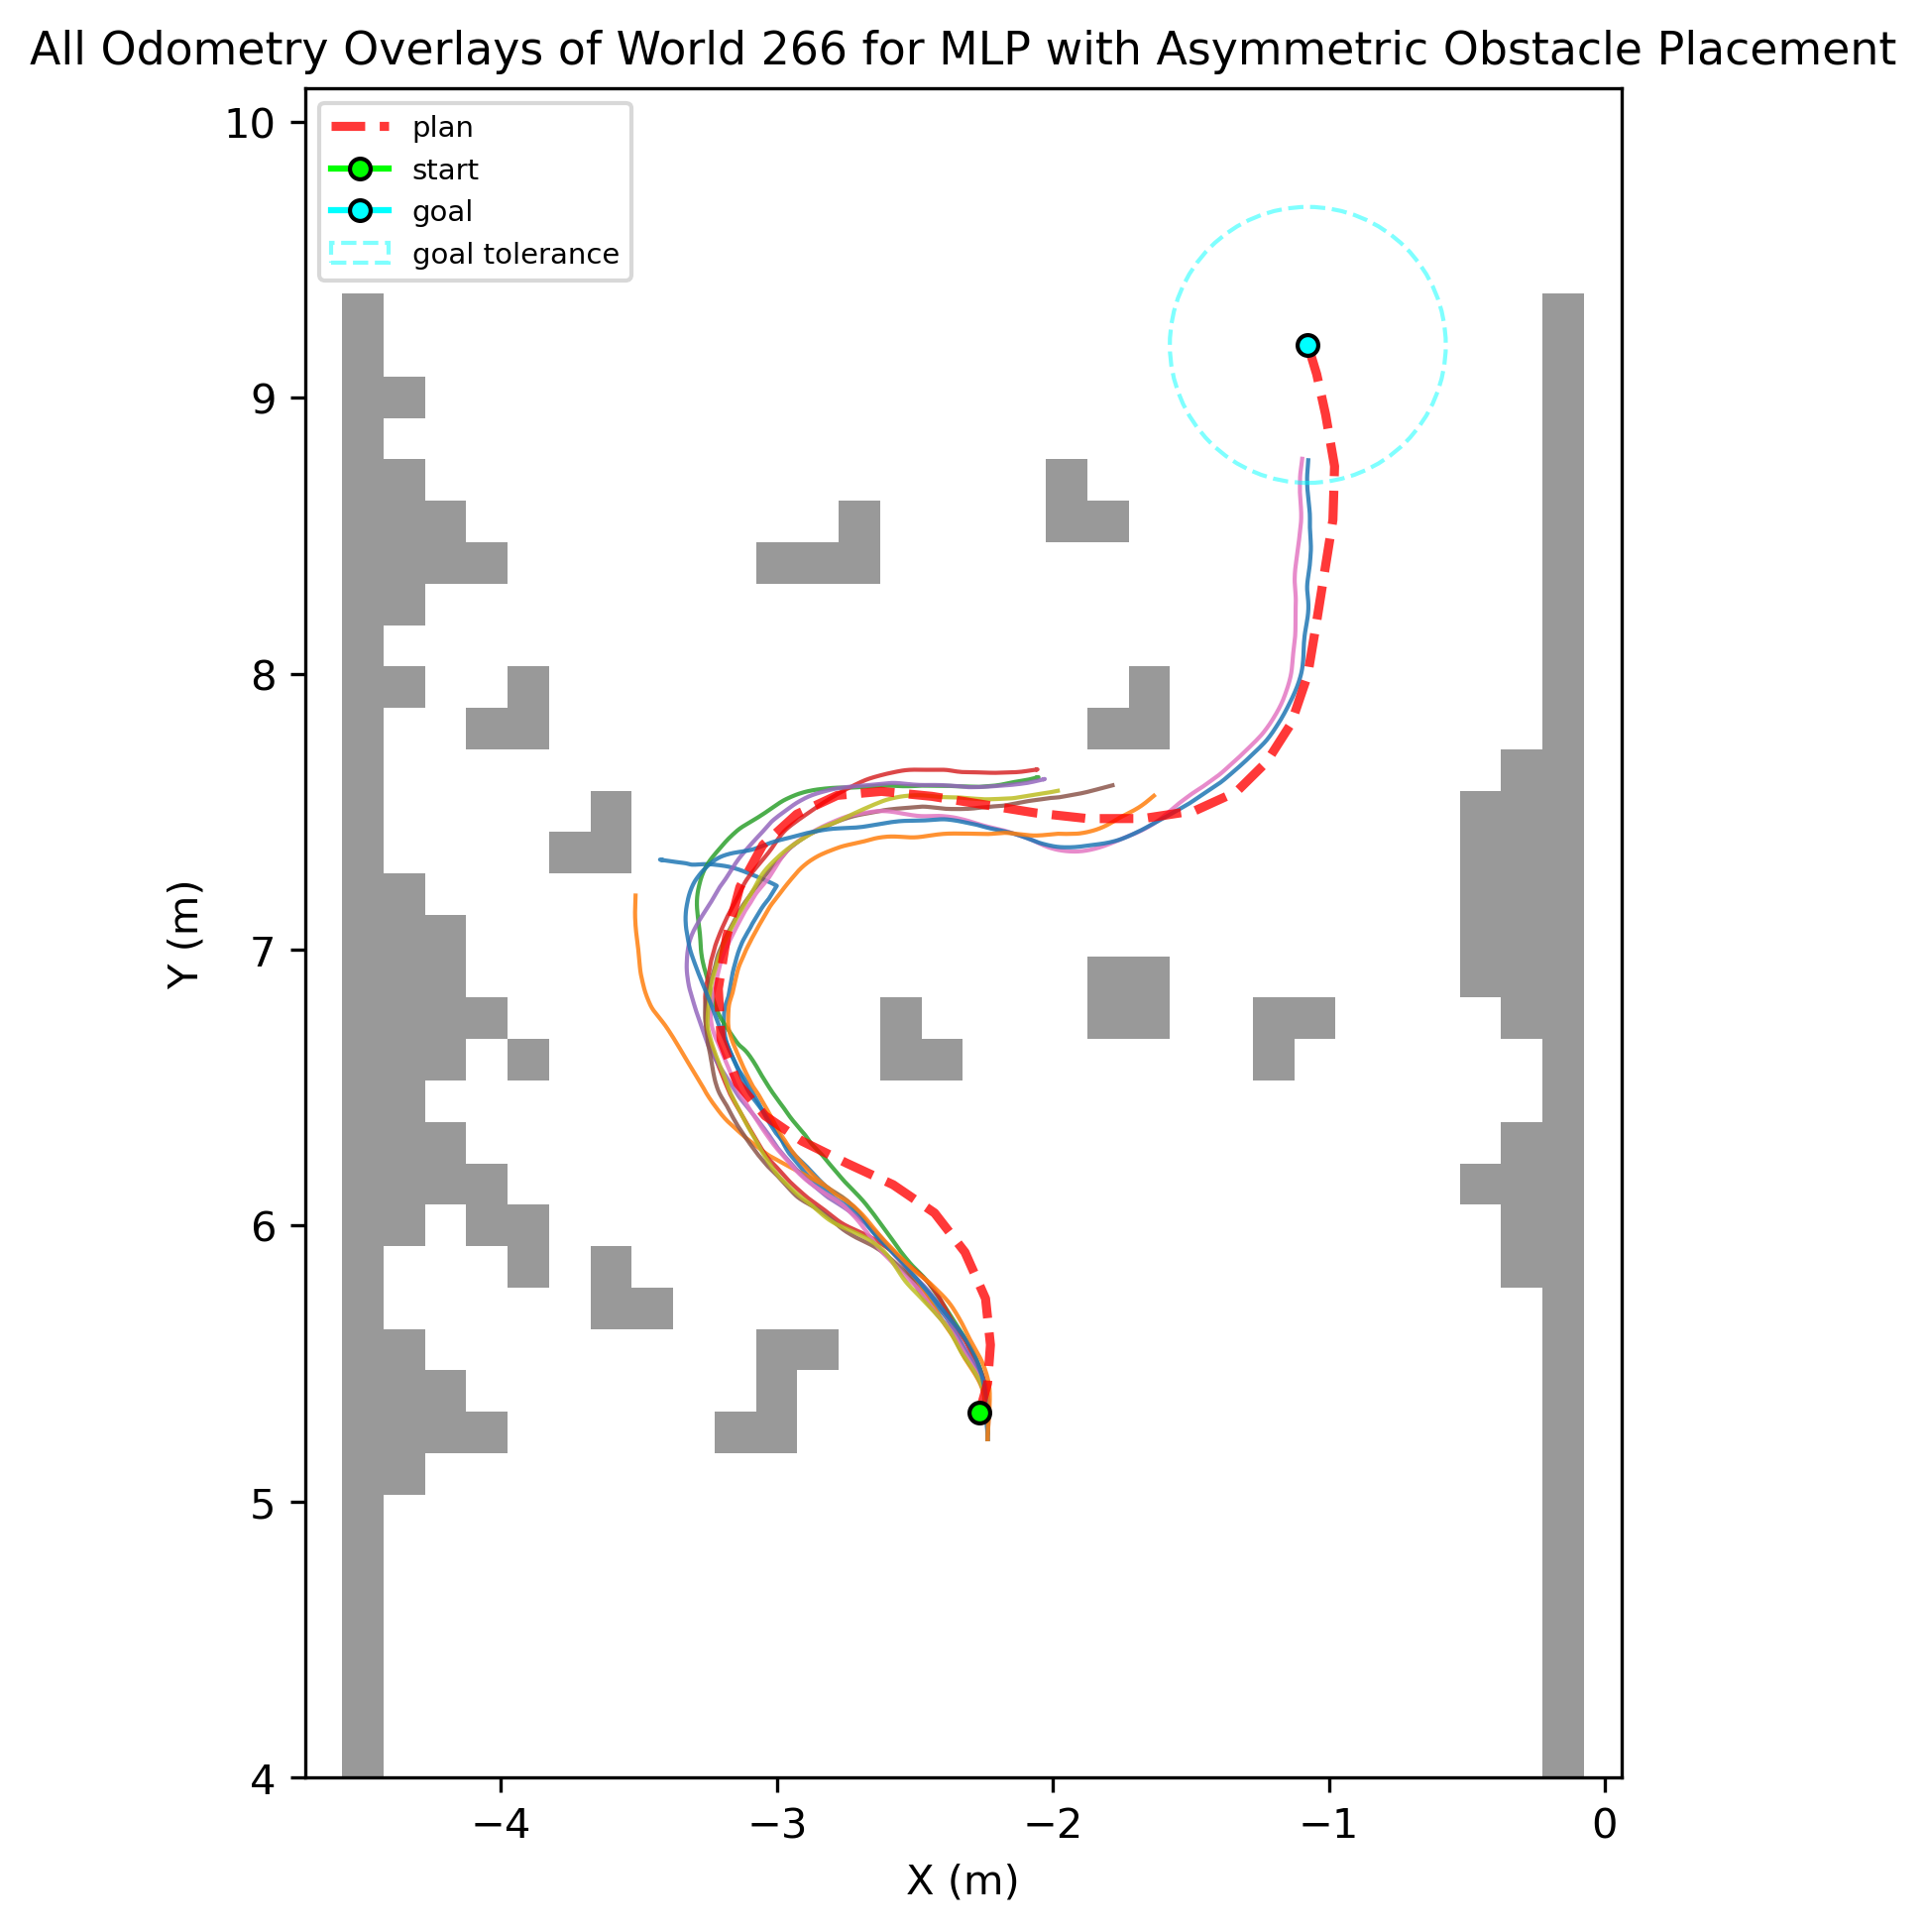 All Odometry Overlays of World 266 for MLP with Asymmetric Obstacle Placement
plan
start
goal
goal tolerance
10
9
8
7
6
5
4
Y (m)
−4
−3
−2
−1
0
X (m)